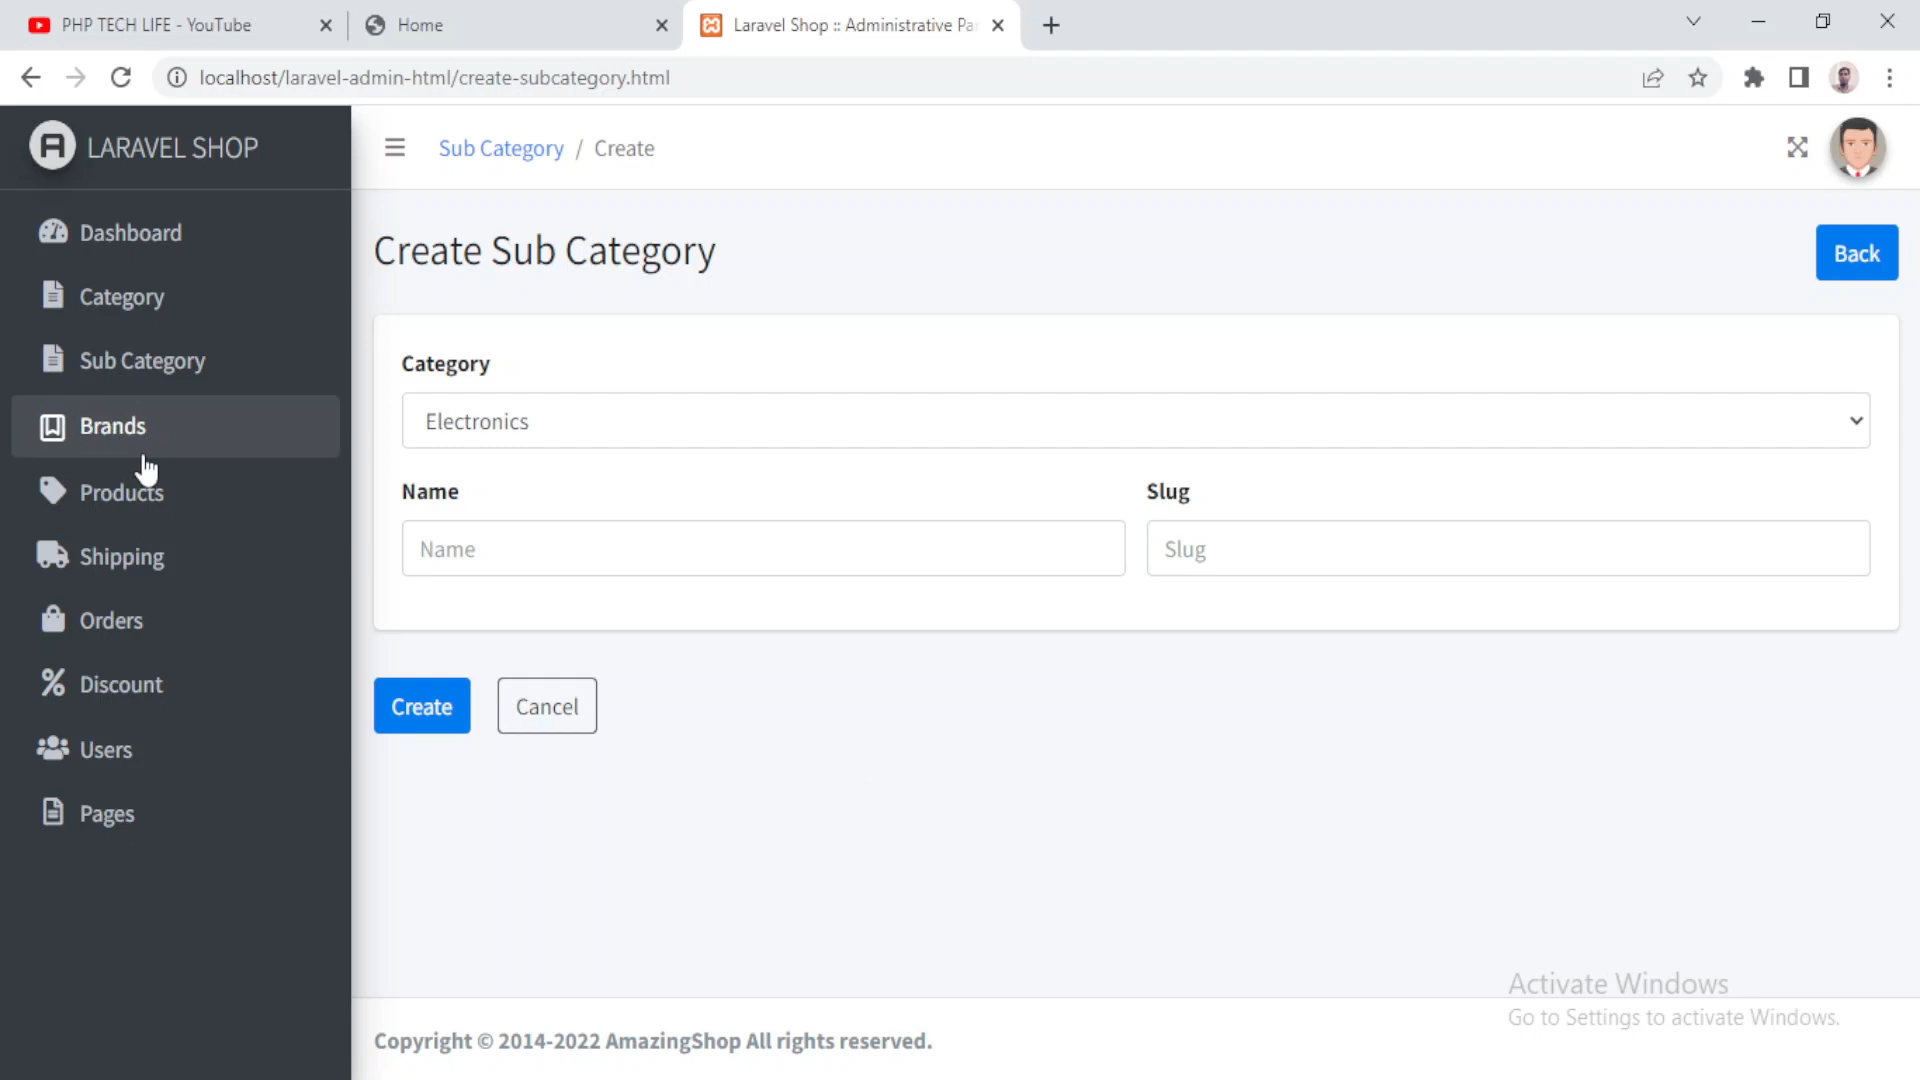 PHP TECH LIFE - YouTube
Home
Laravel Shop :: Administrative Pa
localhost/laravel-admin-html/create-subcategory.html
LARAVEL SHOP
Sub Category / Create
Dashboard
Category
Sub Category
Brands
Products
Shipping
Orders
Discount
Users
Pages
Create Sub Category
Back
Category
Electronics
Name
Slug
Name
Slug
Create
Cancel
Activate Windows
Go to Settings to activate Windows.
Copyright © 2014-2022 AmazingShop All rights reserved.